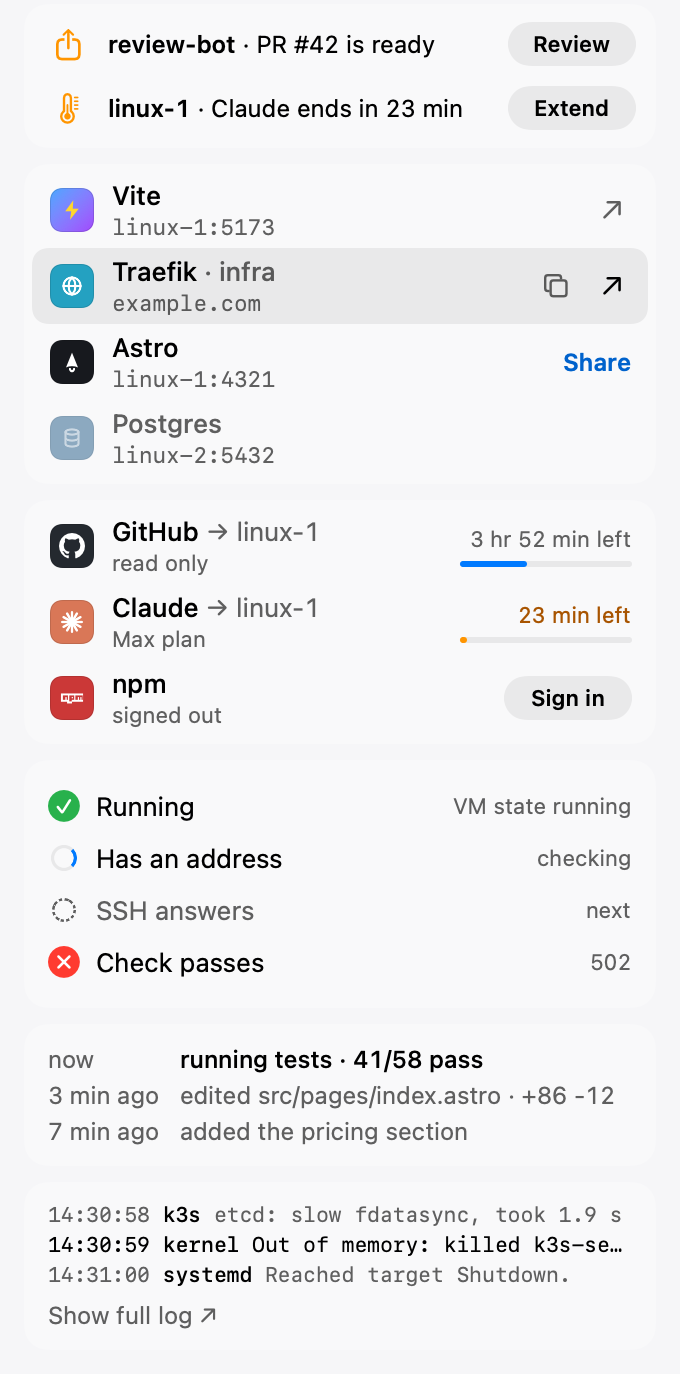 review-bot · PR #42 is ready
Review
linux-1 · Claude ends in 23 min
Extend
Vite
linux-1:5173
Traefik · infra
example.com
Astro
linux-1:4321
Share
Postgres
linux-2:5432
GitHub → linux-1
read only
3 hr 52 min left
Claude → linux-1
Max plan
23 min left
npm
npm
signed out
Sign in
Running
VM state running
Has an address
checking
SSH answers
next
Check passes
502
now running tests · 41/58 pass
3 min ago edited src/pages/index.astro · +86 -12
7 min ago added the pricing section
14:30:58 k3s etcd: slow fdatasync, took 1.9 s
14:30:59 kernel Out of memory: killed k3s-se…
14:31:00 systemd Reached target Shutdown.
Show full log ↗